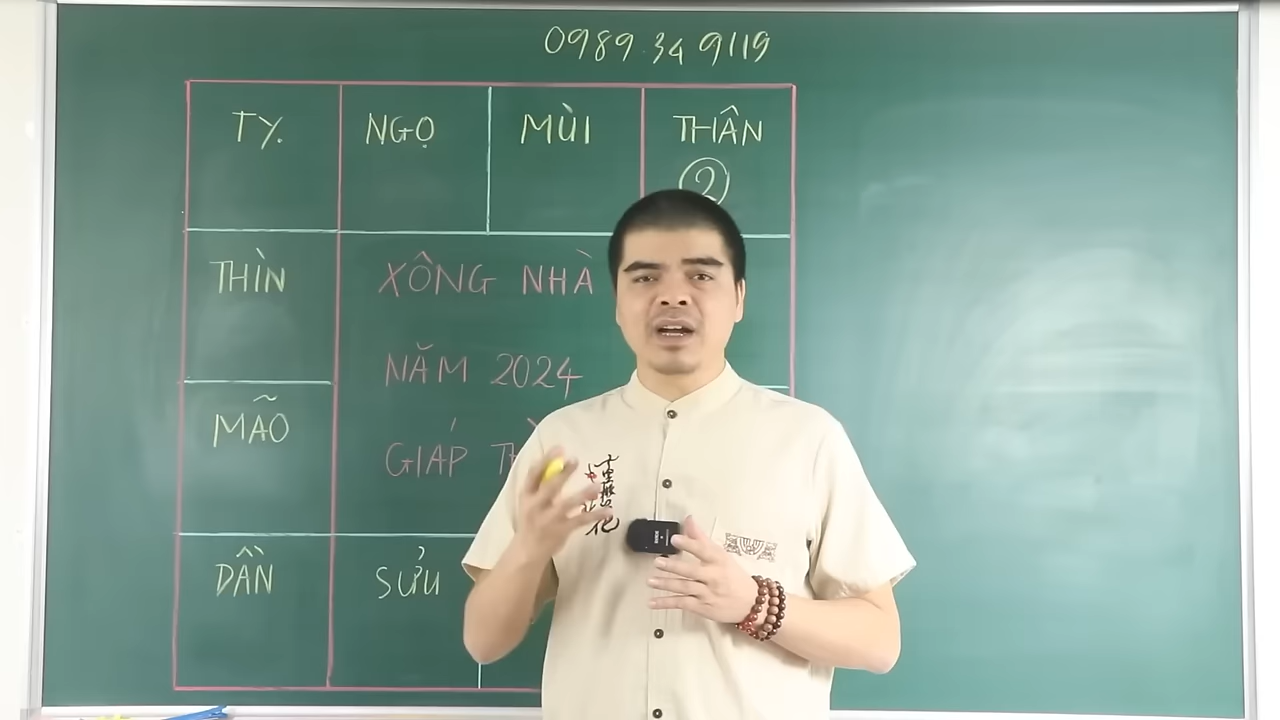 0989.34 9119
TỴ. NGỌ MÙI THÂN
②
THÌN
XÔNG NHÀ
NĂM 2024
MÃO
GIÁP
DẦN SỬU